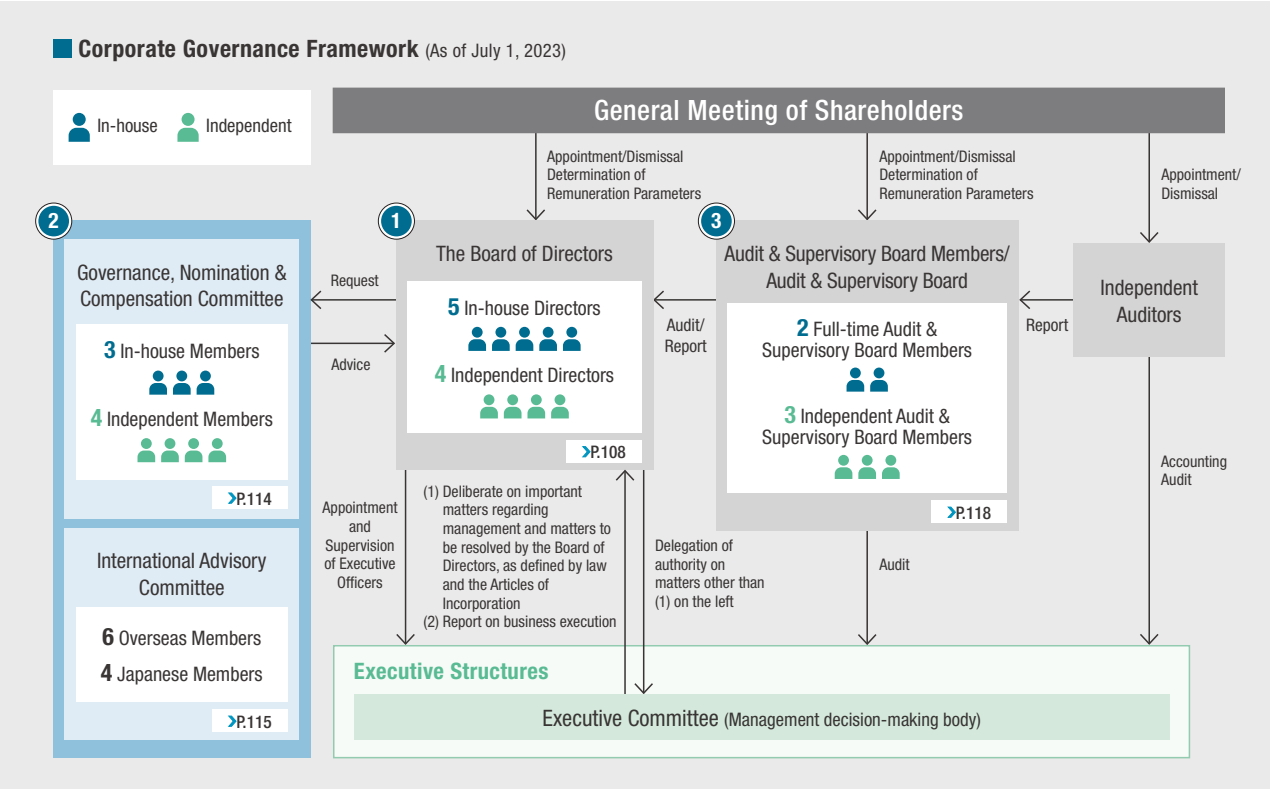 Corporate Governance Framework (As of July 1, 2023)
In-house
Independent
General Meeting of Shareholders
Appointment/Dismissal
Determination of
Remuneration Parameters
Appointment/Dismissal
Determination of
Remuneration Parameters
Appointment/
Dismissal
2
Governance, Nomination &
Compensation Committee
3 In-house Members
4 Independent Members
P.114
International Advisory
Committee
6 Overseas Members
4 Japanese Members
P.115
Request
Advice
1
The Board of Directors
5 In-house Directors
4 Independent Directors
P.108
Audit/
Report
3
Audit & Supervisory Board Members/
Audit & Supervisory Board
2 Full-time Audit &
Supervisory Board Members
3 Independent Audit &
Supervisory Board Members
P.118
Report
Independent
Auditors
Appointment
and
Supervision
of Executive
Officers
(1) Deliberate on important
matters regarding
management and matters to
be resolved by the Board of
Directors, as defined by law
and the Articles of
Incorporation
(2) Report on business execution
Delegation of
authority on
matters other than
(1) on the left
Audit
Accounting
Audit
Executive Structures
Executive Committee (Management decision-making body)